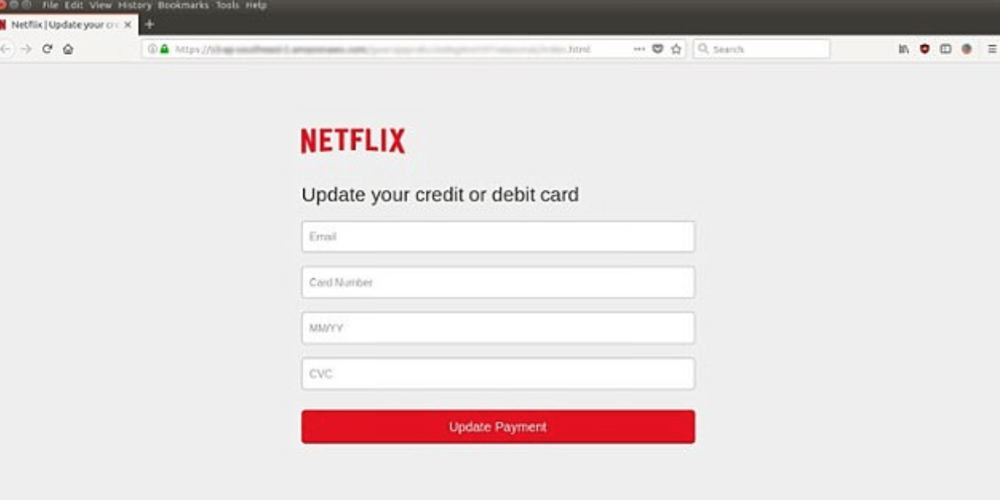 File Edit View History Bookmarks Tools Help
Netflix | Update your cre
https://
.html
Search
NETFLIX
Update your credit or debit card
Email
Card Number
MM/YY
CVC
Update Payment